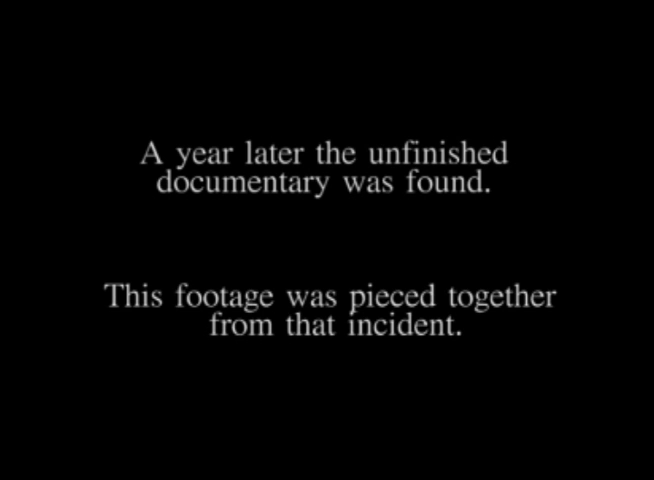 A year later the unfinished
documentary was found.
This footage was pieced together
from that incident.